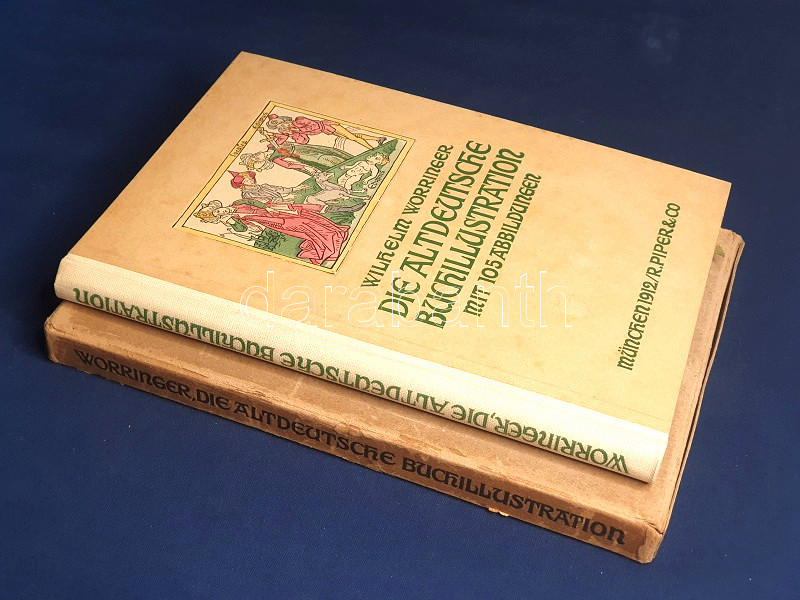 WILHELM WORRINGER
DIE ALTDEUTSCHE
BUCHILLUSTRATION
MIT 105 ABBILDUNGEN
MÜNCHEN 1912/R.PIPER & CO
WORRINGER, DIE ALTDEUTSCHE BUCHILLUSTRATION
WORRINGER, DIE ALTDEUTSCHE BUCHILLUSTRATION
darabanth